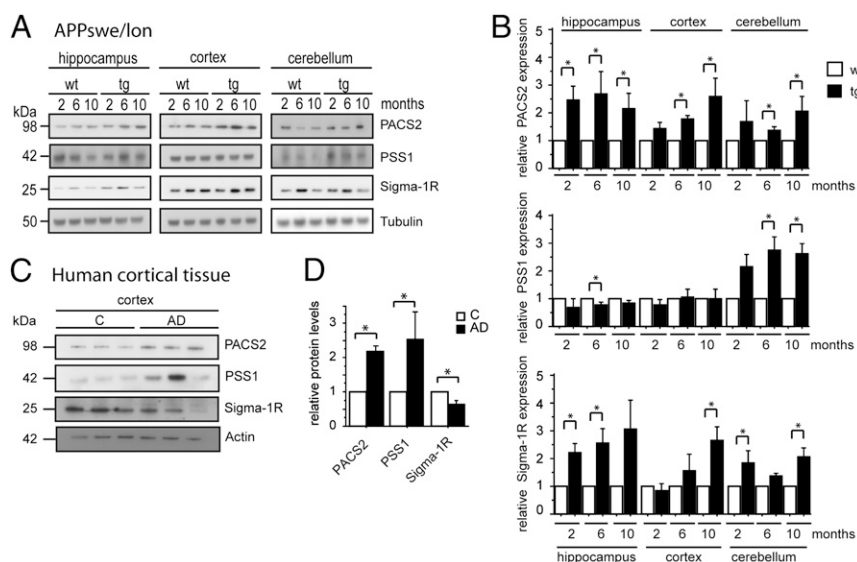 A APPswe/lon
hippocampus cortex cerebellum
wt tg wt tg wt tg
kDa 2 6 10 2 6 10 2 6 10 2 6 10 2 6 10 2 6 10 months
98 PACS2
42 PSS1
25 Sigma-1R
50 Tubulin
B
hippocampus cortex cerebellum
relative PACS2 expression
5
4
3
2
1
0
* * * * * * *
w
tg
2 6 10 2 6 10 2 6 10 months
relative PSS1 expression
4
3
2
1
0
* * *
2 6 10 2 6 10 2 6 10 months
relative Sigma-1R expression
5
4
3
2
1
0
* * * * *
2 6 10 2 6 10 2 6 10 months
hippocampus cortex cerebellum
C Human cortical tissue
cortex
kDa C AD
98 PACS2
42 PSS1
25 Sigma-1R
42 Actin
D
C
AD
relative protein levels
3
2
1
0
* * *
PACS2 PSS1 Sigma-1R